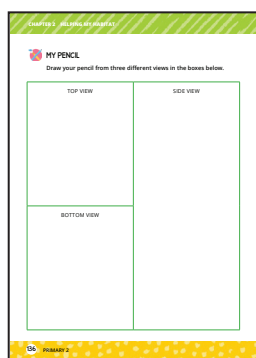 CHAPTER 2 HELPING MY HABITAT
MY PENCIL
Draw your pencil from three different views in the boxes below.
TOP VIEW
SIDE VIEW
BOTTOM VIEW
136 PRIMARY 2